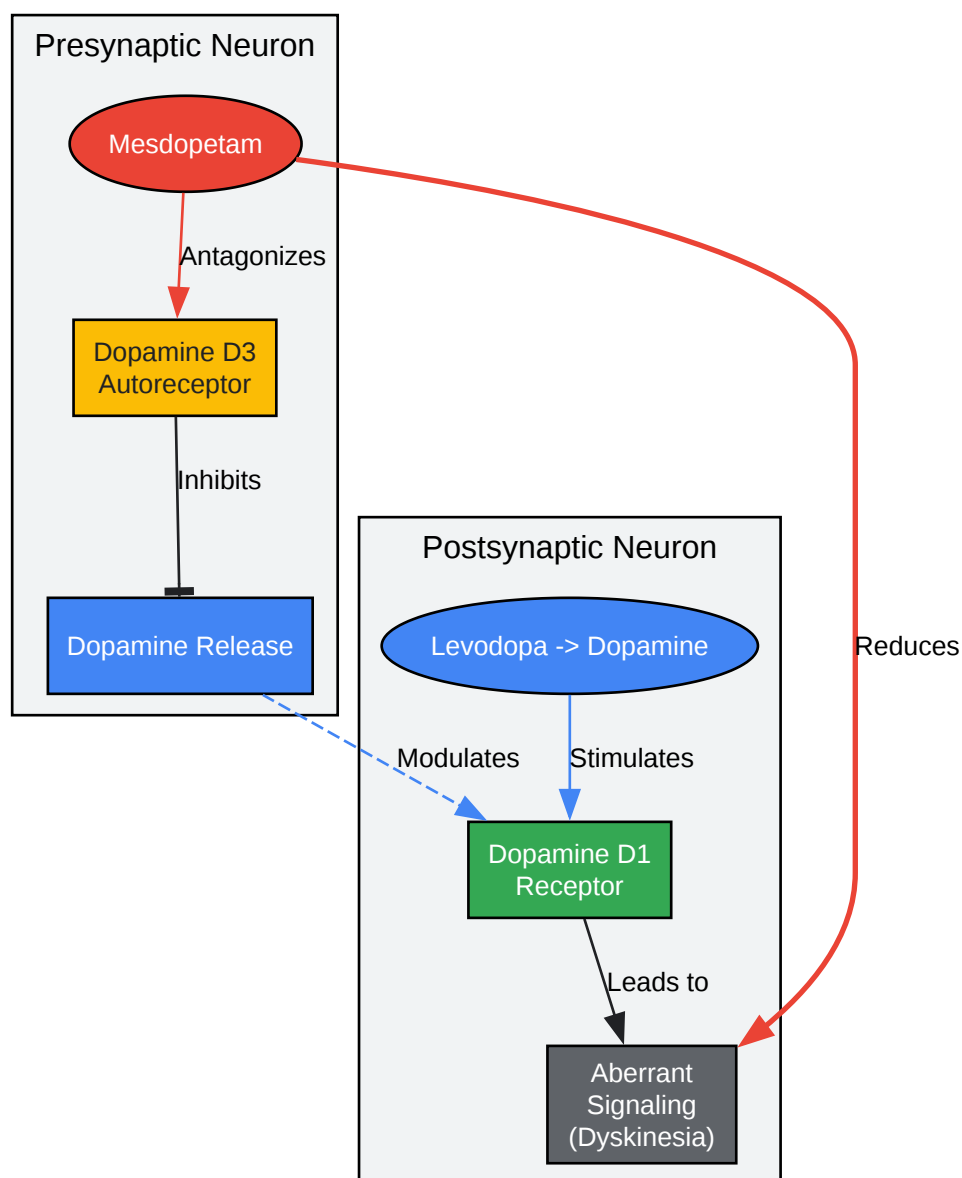 Presynaptic Neuron
Mesdopetam
Antagonizes
Dopamine D3
Autoreceptor
Inhibits
Dopamine Release
Postsynaptic Neuron
Levodopa -> Dopamine
Reduces
Modulates
Stimulates
Dopamine D1
Receptor
Leads to
Aberrant
Signaling
(Dyskinesia)